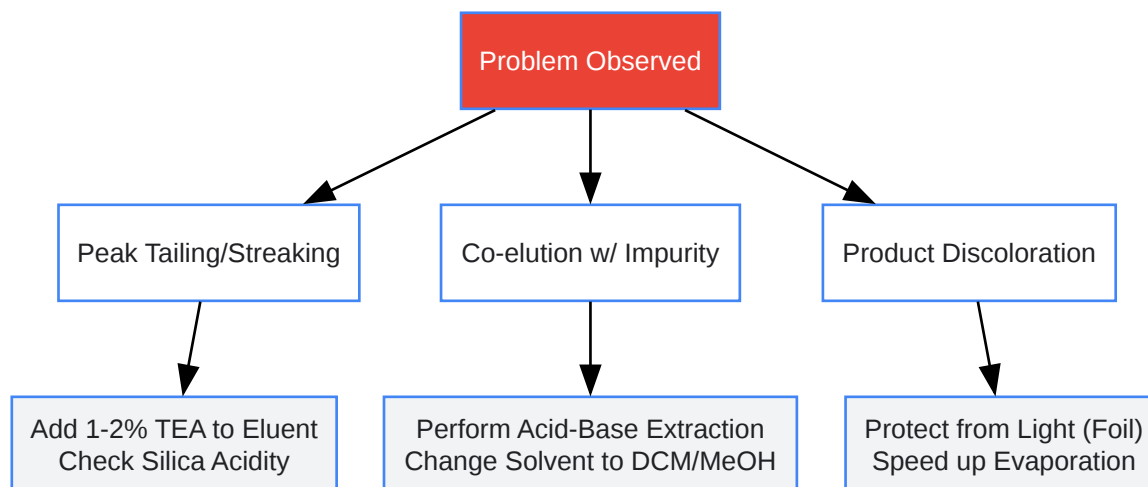 Problem Observed
Peak Tailing/Streaking
Co-elution w/ Impurity
Product Discoloration
Add 1-2% TEA to Eluent
Check Silica Acidity
Perform Acid-Base Extraction
Change Solvent to DCM/MeOH
Protect from Light (Foil)
Speed up Evaporation